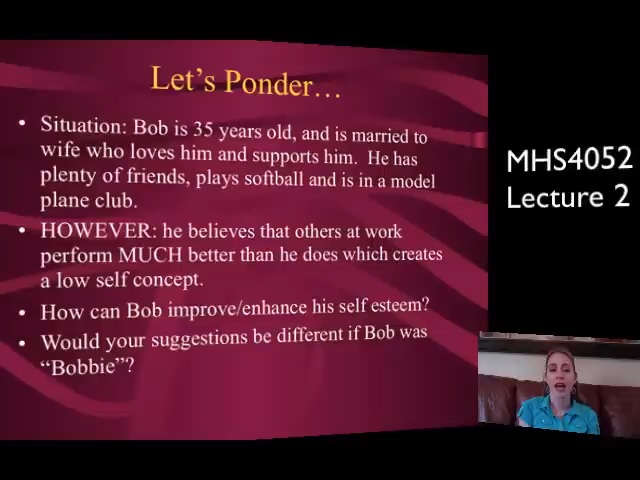 Let's Ponder…
• Situation: Bob is 35 years old, and is married to
wife who loves him and supports him. He has
plenty of friends, plays softball and is in a model
plane club.
• HOWEVER: he believes that others at work
perform MUCH better than he does which creates
a low self concept.
• How can Bob improve/enhance his self esteem?
• Would your suggestions be different if Bob was
“Bobbie”?
MHS4052
Lecture 2